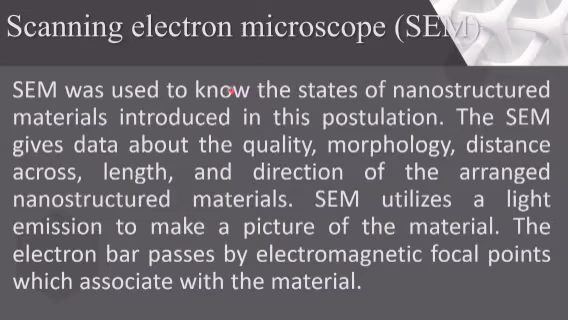 Scanning electron microscope (SEM)
SEM was used to know the states of nanostructured
materials introduced in this postulation. The SEM
gives data about the quality, morphology, distance
across, length, and direction of the arranged
nanostructured materials. SEM utilizes a light
emission to make a picture of the material. The
electron bar passes by electromagnetic focal points
which associate with the material.